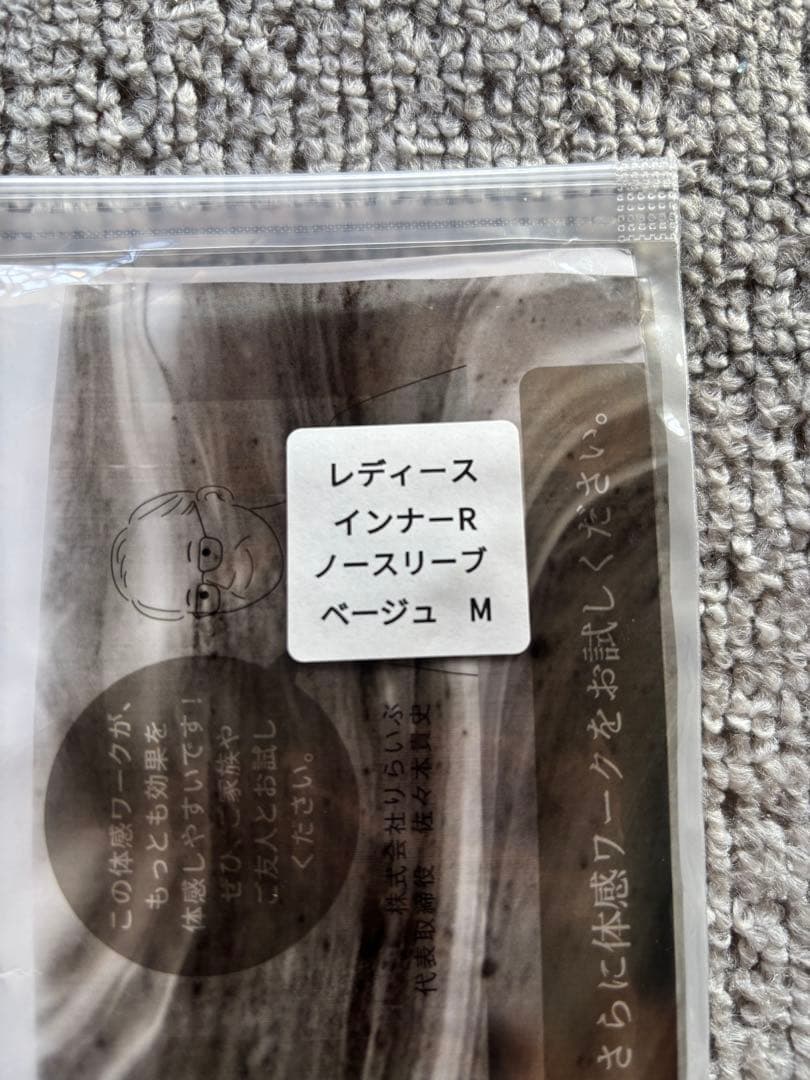 レディース
インナーR
ノースリーブ
ベージュ　M
さらに体感ワークをお試しください。
株式会社りらいぶ
代表取締役　佐々木貴史
この体感ワークが、
もっとも効果を
体感しやすいです！
ぜひ、ご家族や
ご友人とお試し
ください。